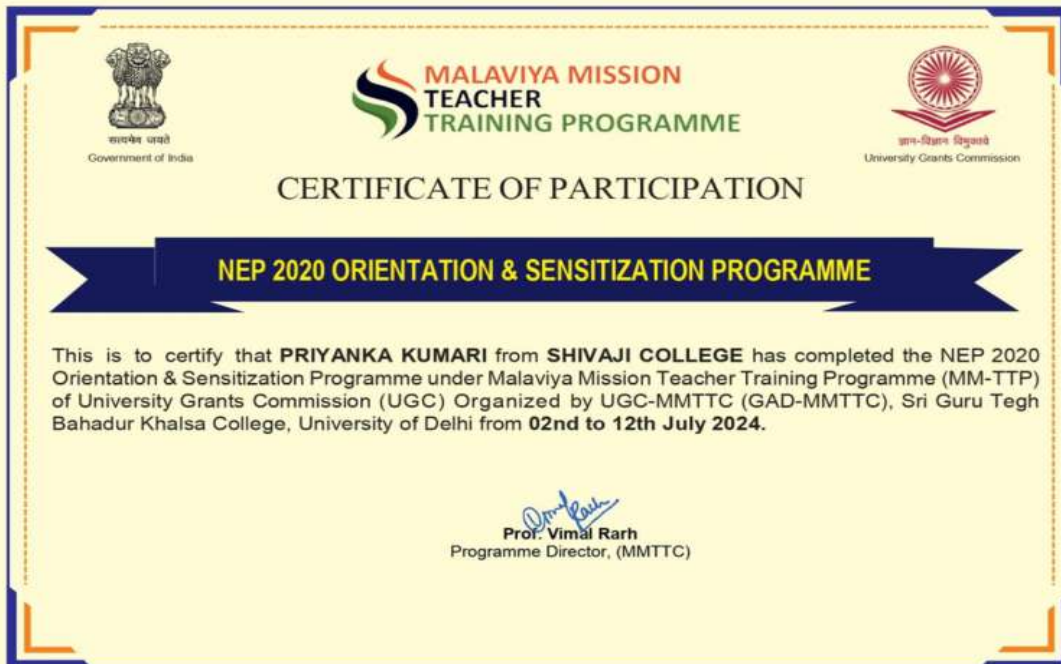 सत्यमेव जयते
Government of India
MALAVIYA MISSION
TEACHER
TRAINING PROGRAMME
ज्ञान-विज्ञान विमुक्तये
University Grants Commission
CERTIFICATE OF PARTICIPATION
NEP 2020 ORIENTATION & SENSITIZATION PROGRAMME
This is to certify that PRIYANKA KUMARI from SHIVAJI COLLEGE has completed the NEP 2020
Orientation & Sensitization Programme under Malaviya Mission Teacher Training Programme (MM-TTP)
of University Grants Commission (UGC) Organized by UGC-MMTTC (GAD-MMTTC), Sri Guru Tegh
Bahadur Khalsa College, University of Delhi from 02nd to 12th July 2024.
Prof. Vimal Rarh
Programme Director, (MMTTC)